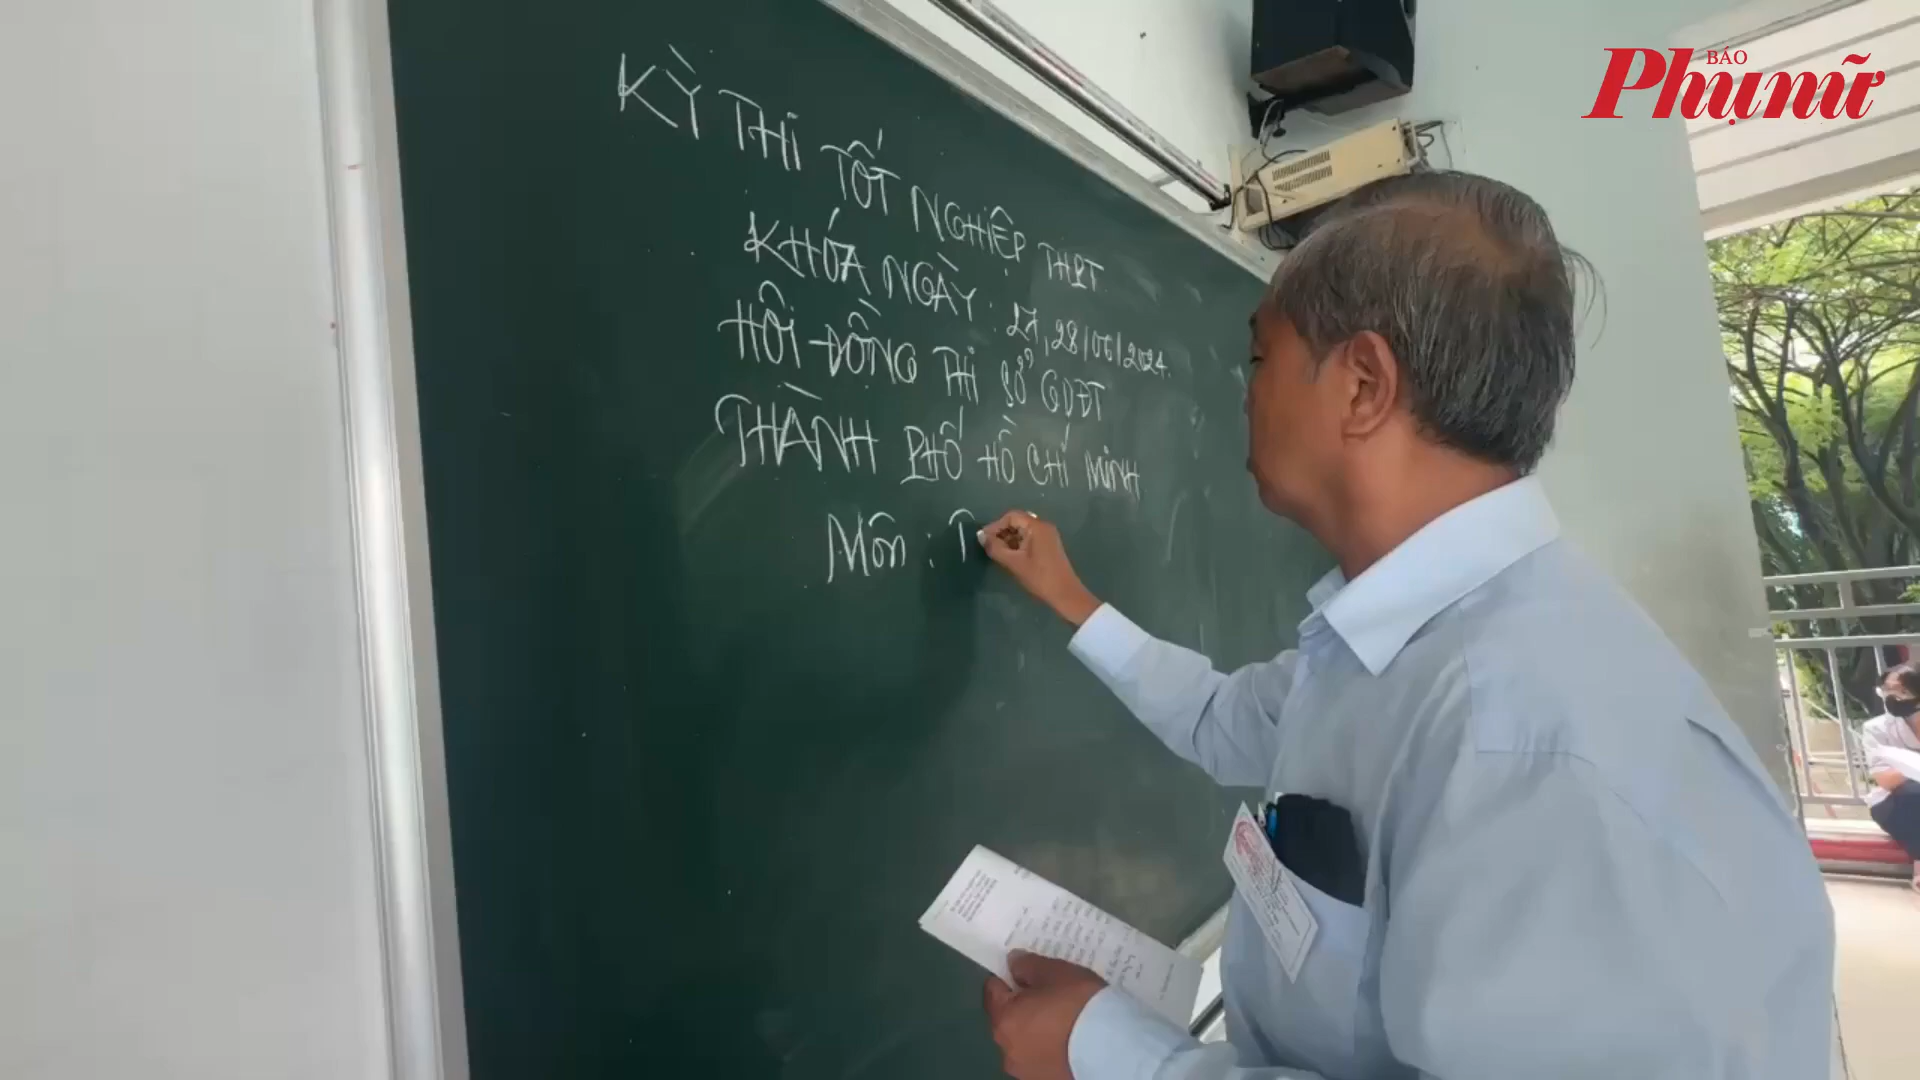 BÁO
Phụ nữ
KỲ THI TỐT NGHIỆP THPT
KHÓA NGÀY: 27, 28/06/2024.
HỘI ĐỒNG THI SỞ GDĐT
THÀNH PHỐ HỒ CHÍ MINH
Môn : T